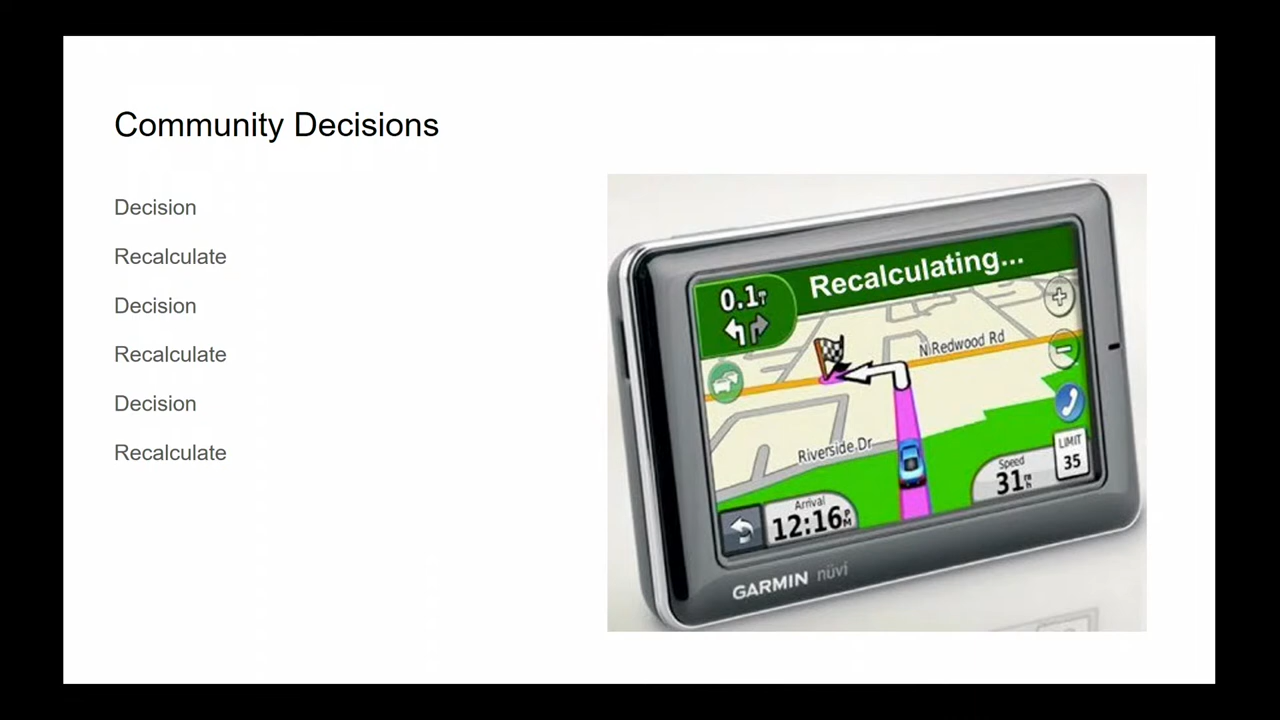 Community Decisions
Decision
Recalculate
Decision
Recalculate
Decision
Recalculate
Recalculating...
0.1
N Redwood Rd
Riverside Dr
LIMIT
35
Speed
31
Arrival
12:16
GARMIN nüvi